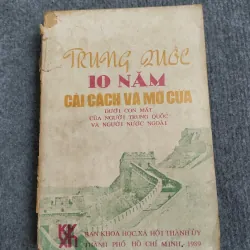 TRUNG QUỐC
10 NĂM
CẢI CÁCH VÀ MỞ CỬA
DƯỚI CON MẮT
CỦA NGƯỜI TRUNG QUỐC
VÀ NGƯỜI NƯỚC NGOÀI
BAN KHOA HỌC XÃ HỘI THÀNH ỦY
THÀNH PHỐ HỒ CHÍ MINH, 1989